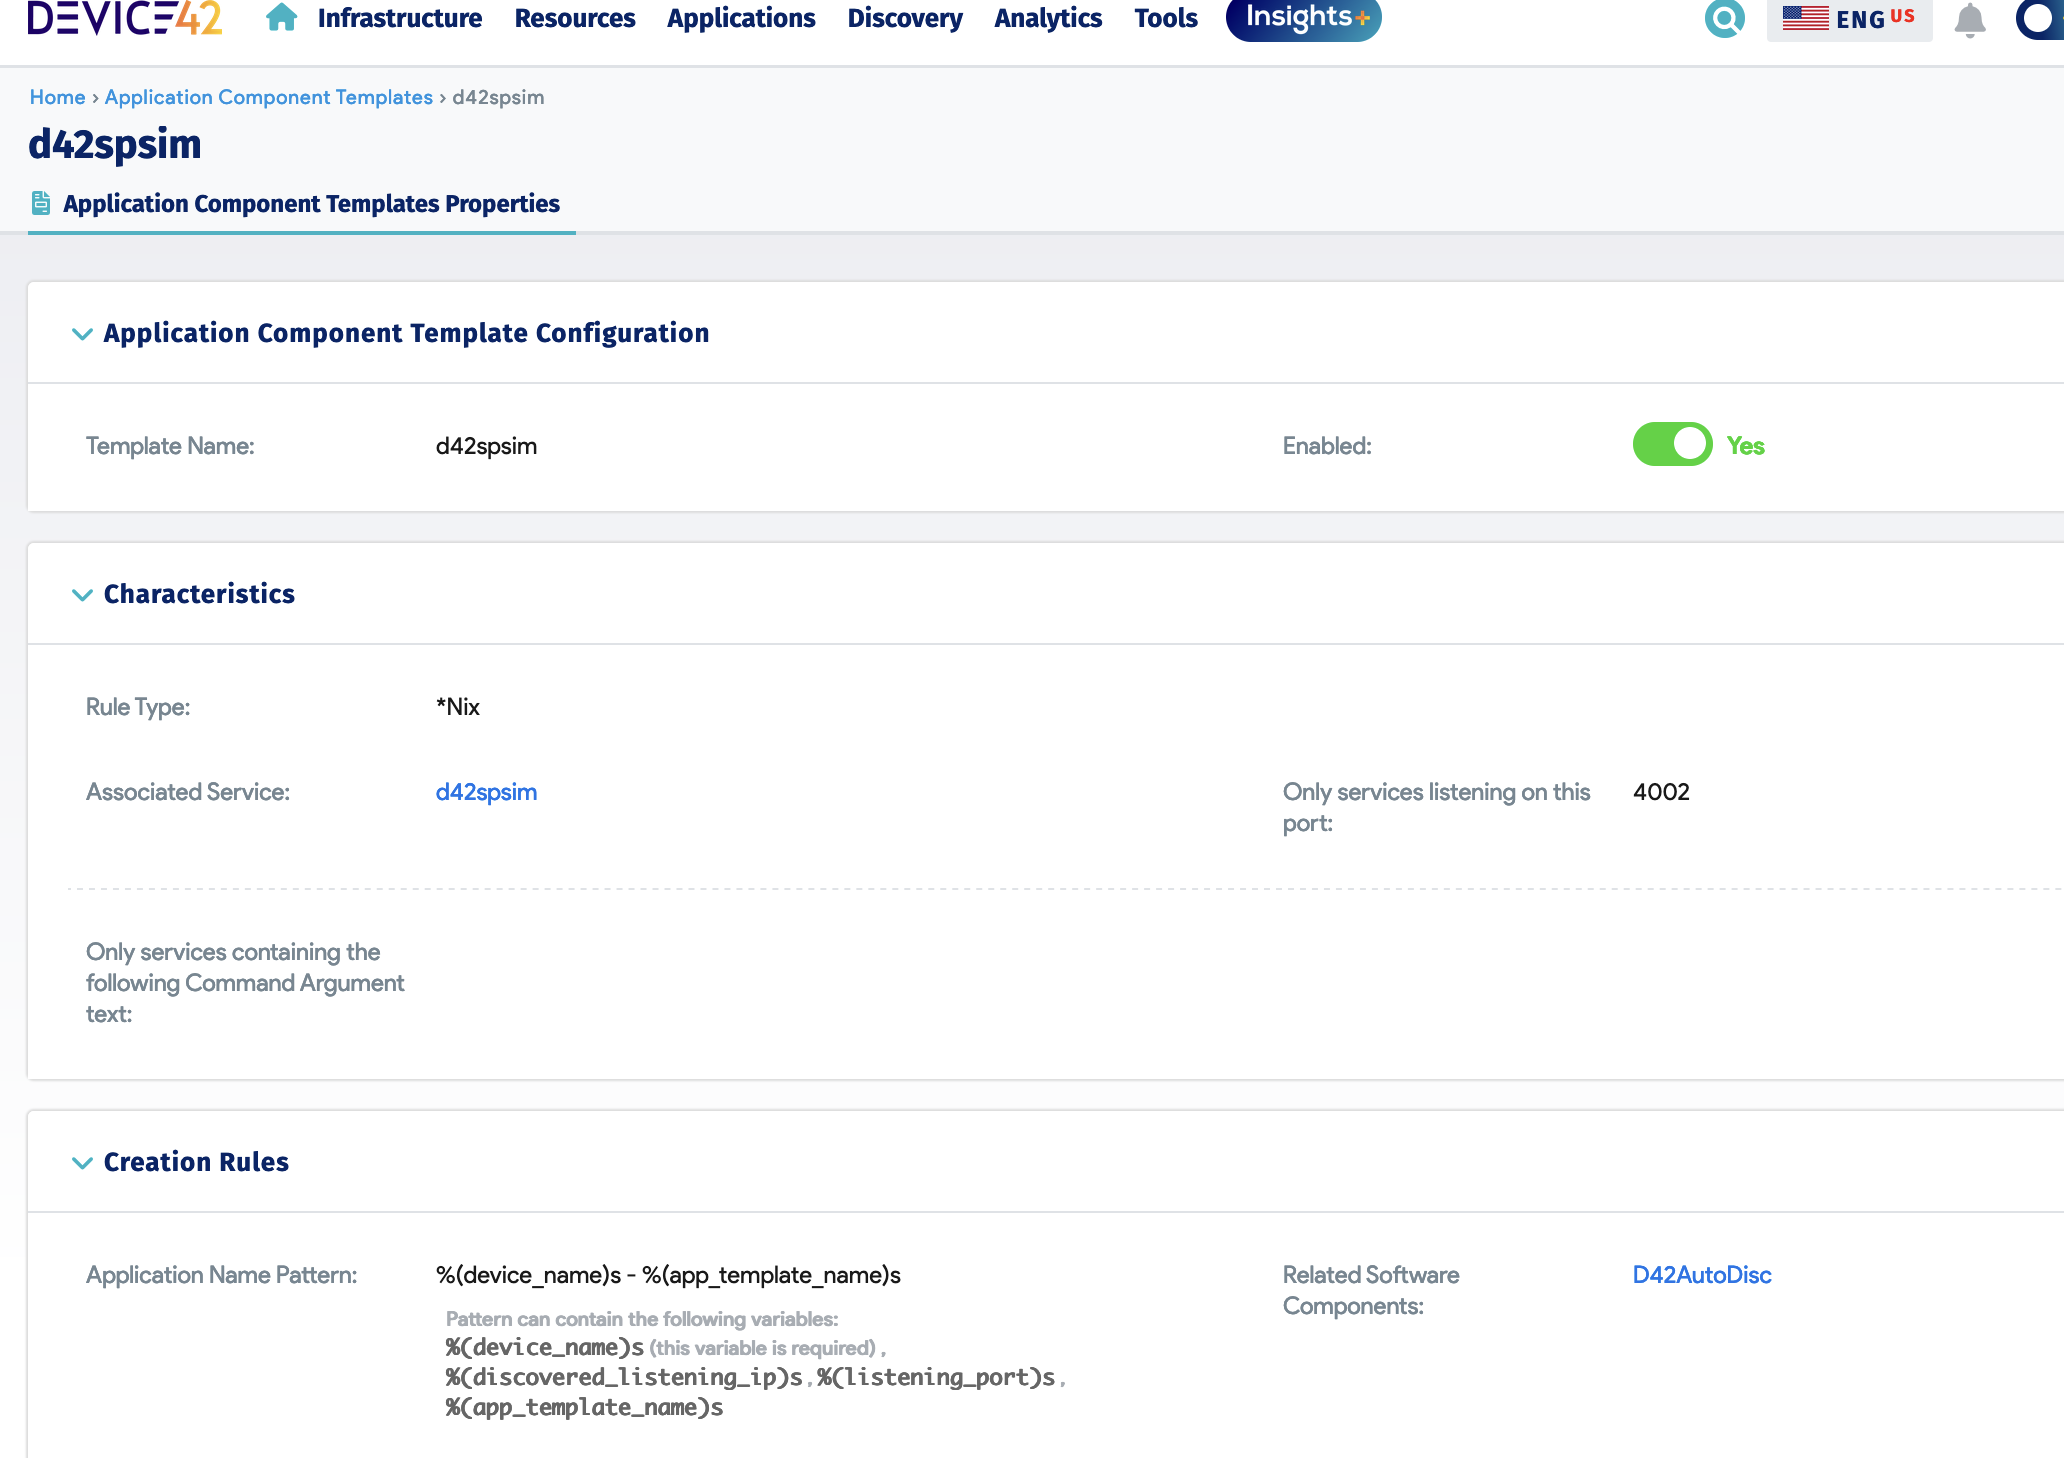 DEVICE42 Infrastructure Resources Applications Discovery Analytics Tools Insights+ ENG US
Home › Application Component Templates › d42spsim
d42spsim
Application Component Templates Properties
Application Component Template Configuration
Template Name: d42spsim Enabled: Yes
Characteristics
Rule Type: *Nix
Associated Service: d42spsim Only services listening on this port: 4002
Only services containing the
following Command Argument
text:
Creation Rules
Application Name Pattern: %(device_name)s - %(app_template_name)s Related Software Components: D42AutoDisc
Pattern can contain the following variables:
%(device_name)s (this variable is required) ,
%(discovered_listening_ip)s , %(listening_port)s ,
%(app_template_name)s